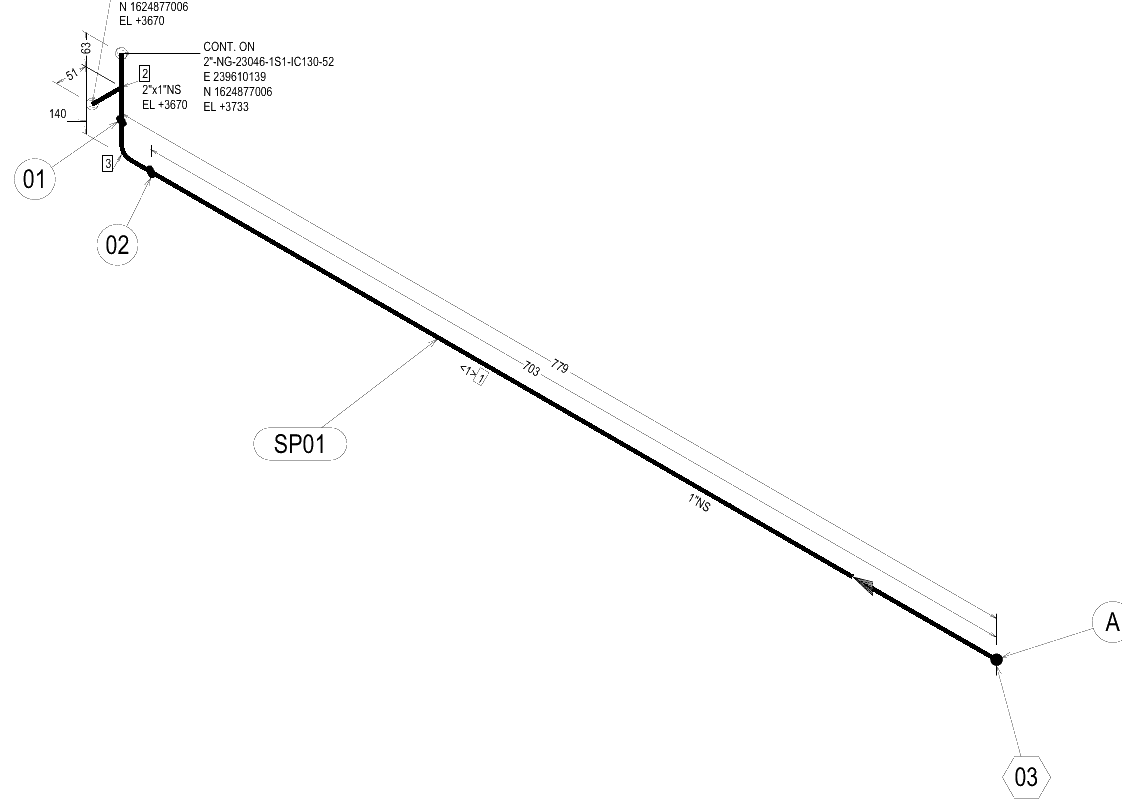 N 1624877006
EL +3670
63
CONT. ON
2"-NG-23046-1S1-IC130-52
E 239610139
N 1624877006
EL +3733
51
2
2"x1"NS
EL +3670
140
3
01
02
779
703
<1>
1
SP01
1"NS
A
03